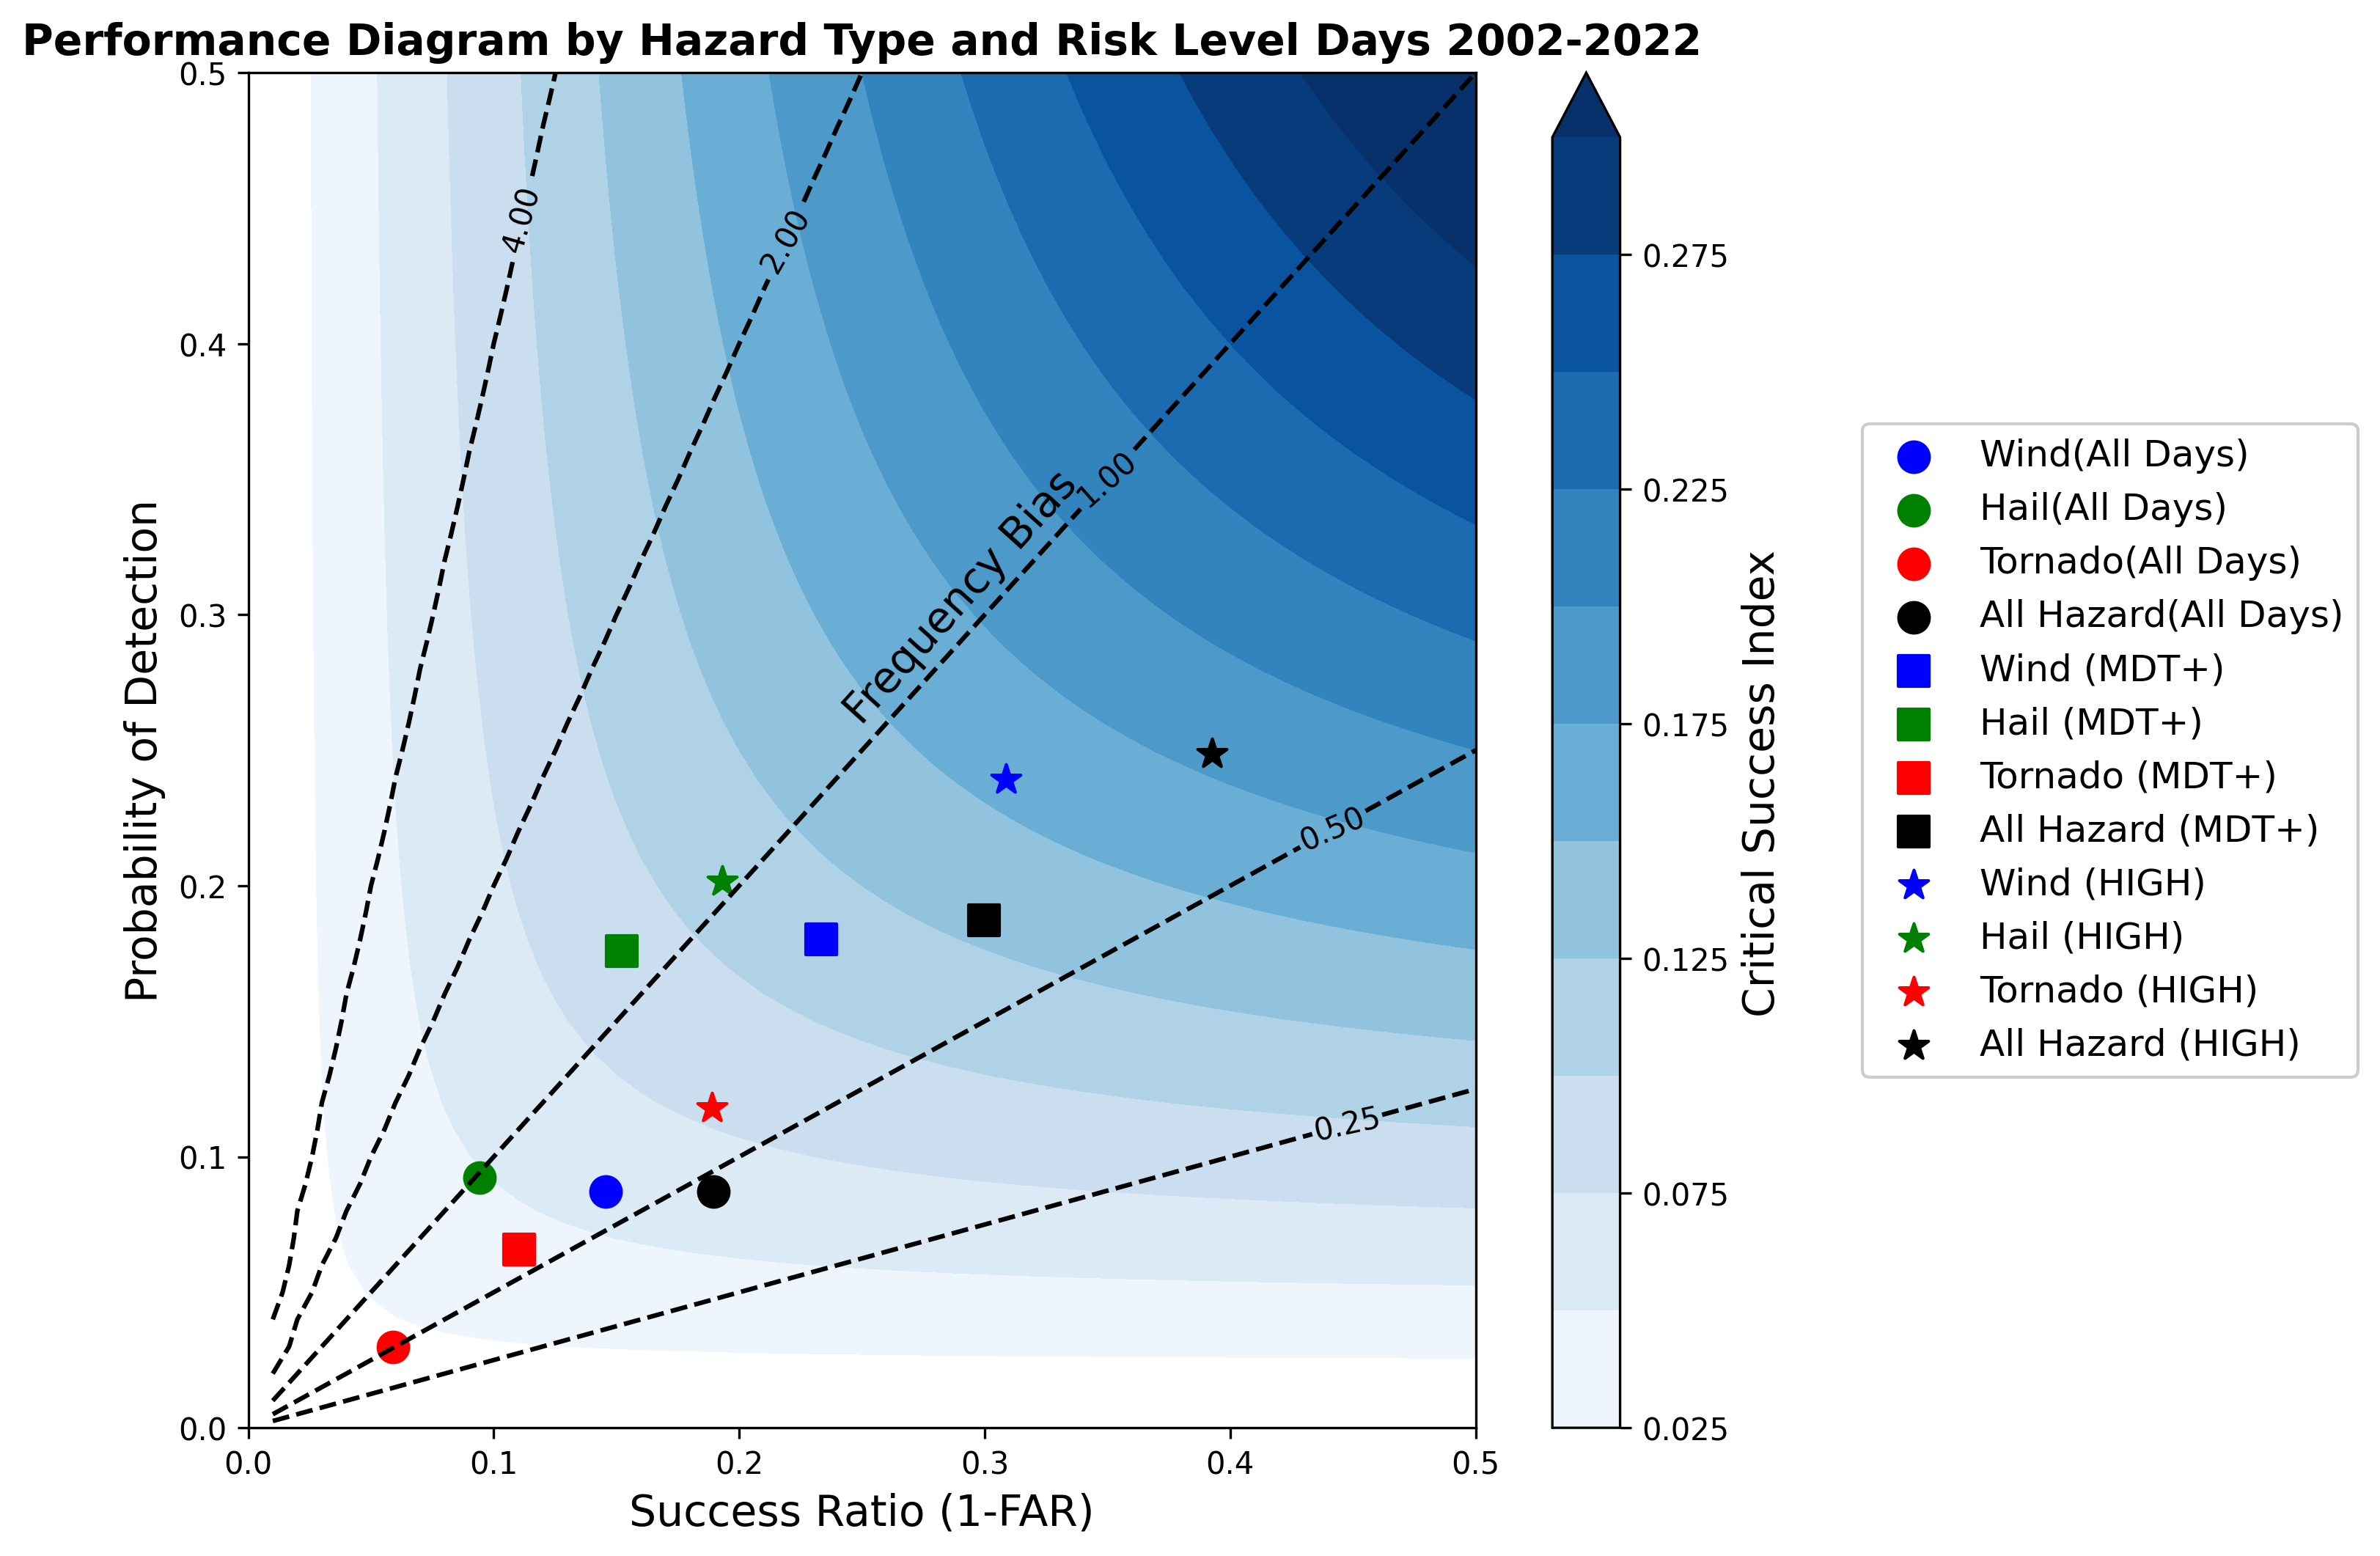 Performance Diagram by Hazard Type and Risk Level Days 2002-2022
0.5
0.4
0.3
0.2
0.1
0.0
Probability of Detection
0.0
0.1
0.2
0.3
0.4
0.5
Success Ratio (1-FAR)
4.00
2.00
1.00
0.50
0.25
Frequency Bias
0.275
0.225
0.175
0.125
0.075
0.025
Critical Success Index
Wind(All Days)
Hail(All Days)
Tornado(All Days)
All Hazard(All Days)
Wind (MDT+)
Hail (MDT+)
Tornado (MDT+)
All Hazard (MDT+)
Wind (HIGH)
Hail (HIGH)
Tornado (HIGH)
All Hazard (HIGH)